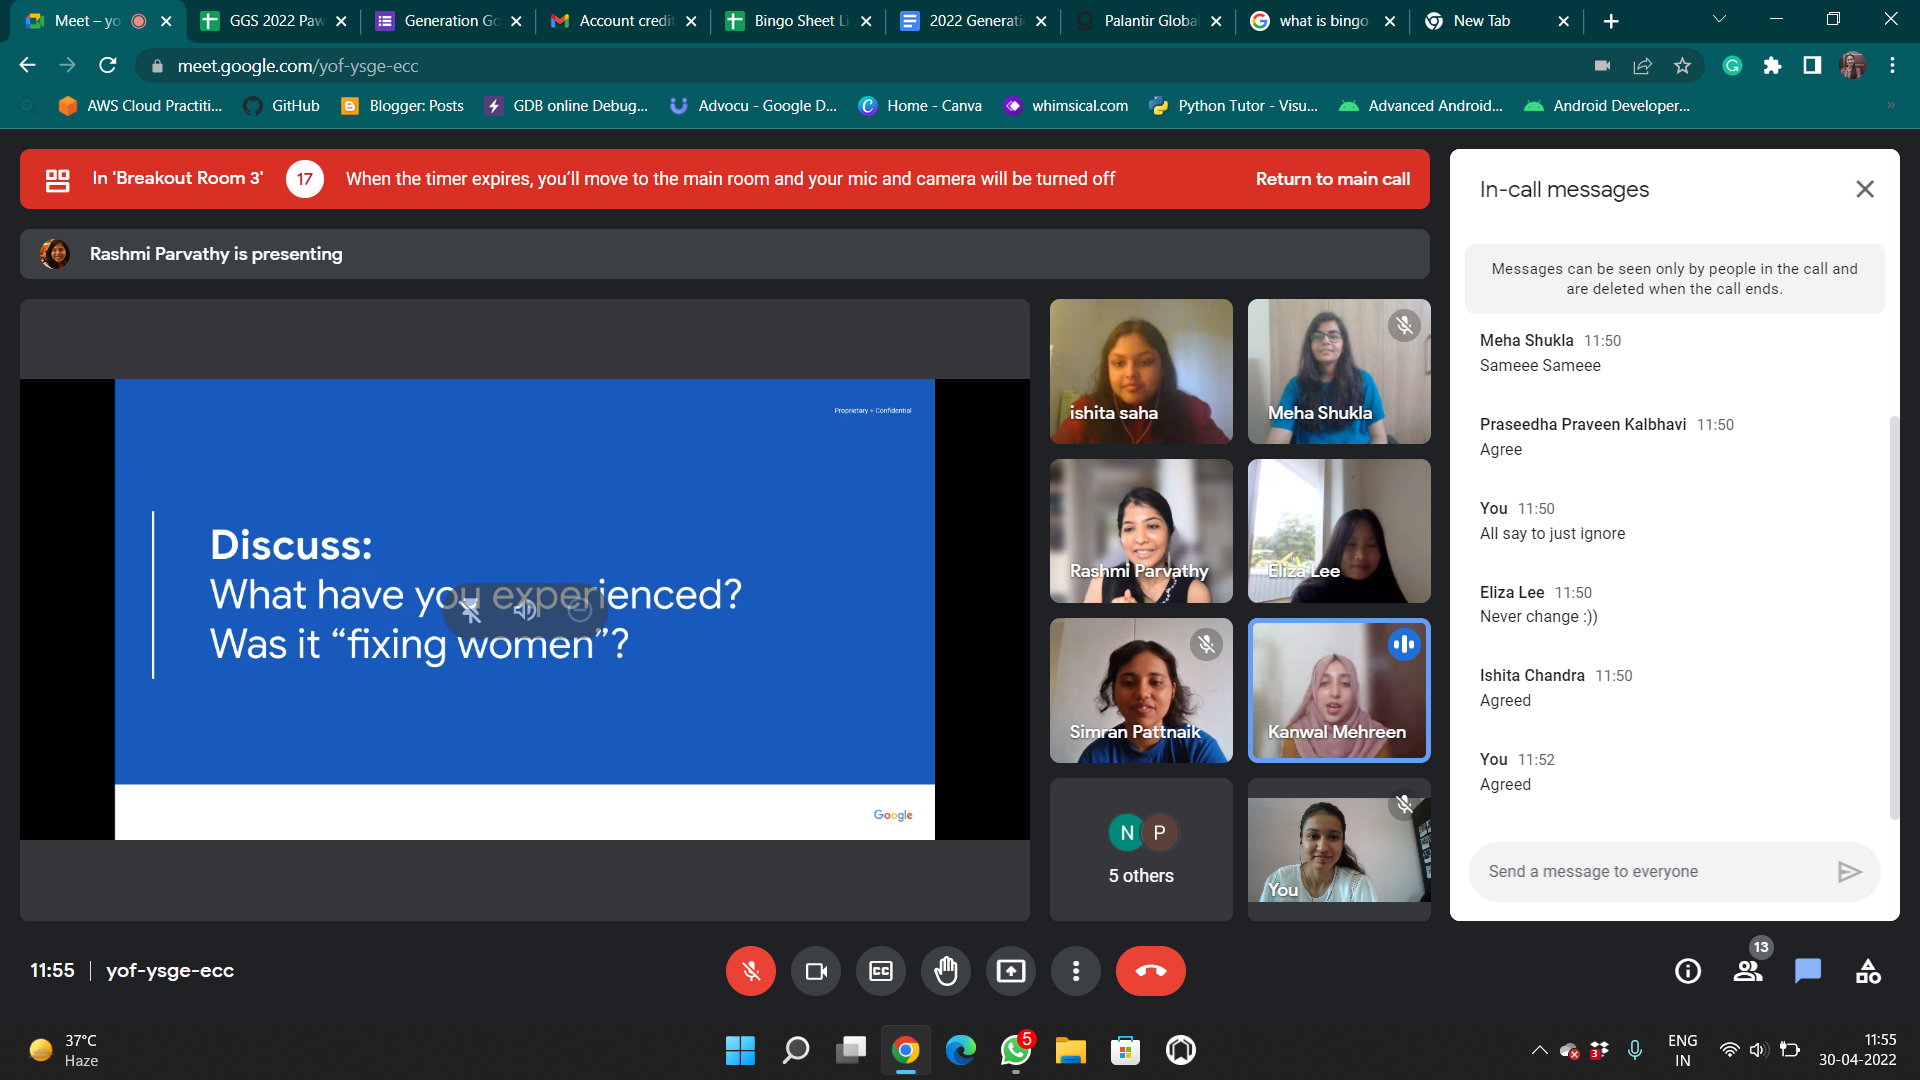 Meet – yo
GGS 2022 Paw
Generation Go
Account credit
Bingo Sheet Li
2022 Generati
Palantir Global
what is bingo
New Tab
meet.google.com/yof-ysge-ecc
AWS Cloud Practiti...
GitHub
Blogger: Posts
GDB online Debug...
Advocu - Google D...
Home - Canva
whimsical.com
Python Tutor - Visu...
Advanced Android...
Android Developer...
In 'Breakout Room 3'
17
When the timer expires, you’ll move to the main room and your mic and camera will be turned off
Return to main call
Rashmi Parvathy is presenting
Proprietary + Confidential
Discuss:
What have you experienced?
Was it “fixing women”?
Google
ishita saha
Meha Shukla
Rashmi Parvathy
Eliza Lee
Simran Pattnaik
Kanwal Mehreen
N P
5 others
You
In-call messages
Messages can be seen only by people in the call and
are deleted when the call ends.
Meha Shukla 11:50
Sameee Sameee
Praseedha Praveen Kalbhavi 11:50
Agree
You 11:50
All say to just ignore
Eliza Lee 11:50
Never change :))
Ishita Chandra 11:50
Agreed
You 11:52
Agreed
Send a message to everyone
11:55 | yof-ysge-ecc
CC
13
37°C
Haze
5
3
ENG
IN
11:55
30-04-2022